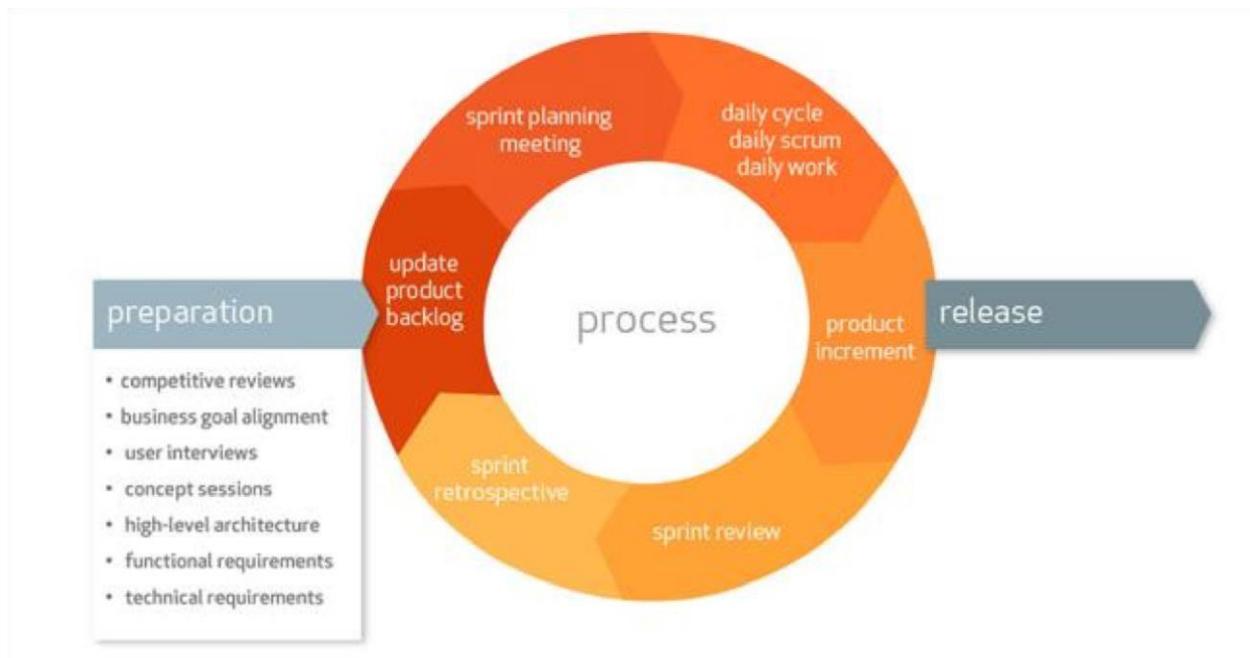 preparation
• competitive reviews
• business goal alignment
• user interviews
• concept sessions
• high-level architecture
• functional requirements
• technical requirements
update
product
backlog
sprint planning
meeting
daily cycle
daily scrum
daily work
product
increment
sprint review
sprint
retrospective
process
release